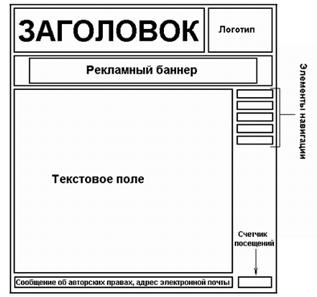 ЗАГОЛОВОК
Логотип
Рекламный баннер
Элементы навигации
Текстовое поле
Счетчик
посещений
Сообщение об авторских правах, адрес электронной почты